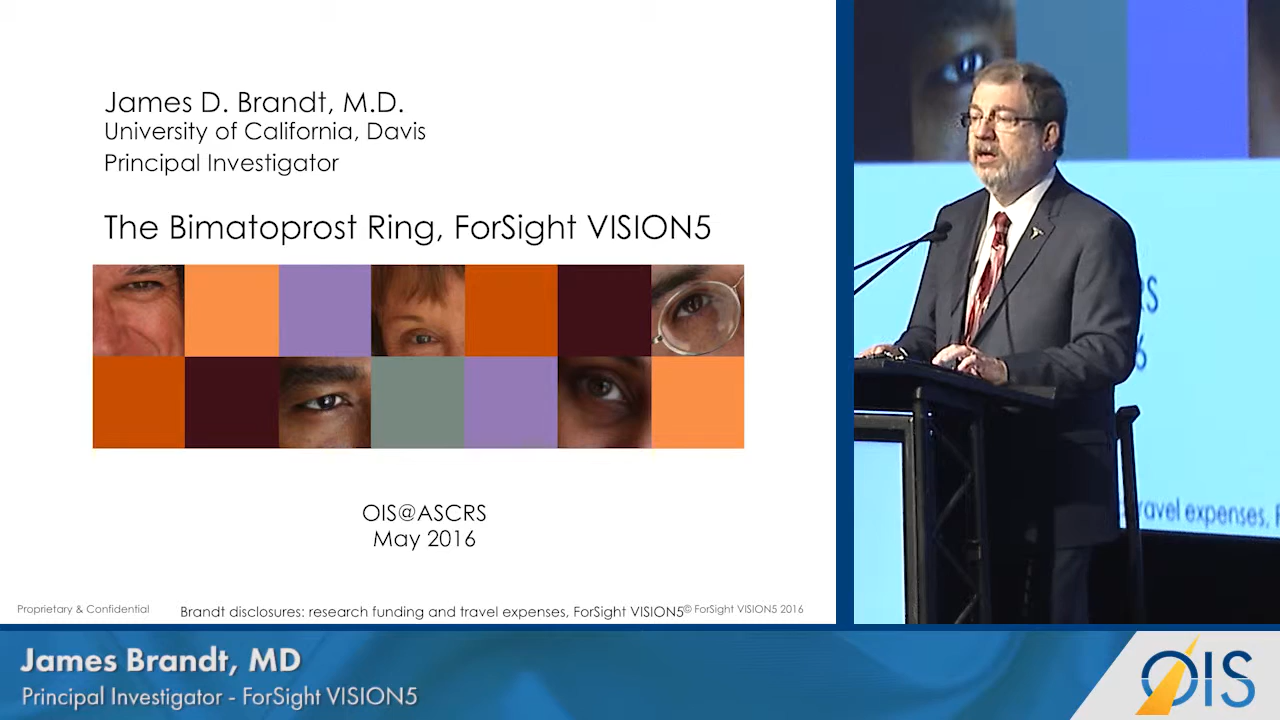 James D. Brandt, M.D.
University of California, Davis
Principal Investigator
The Bimatoprost Ring, ForSight VISION5
OIS@ASCRS
May 2016
Proprietary & Confidential
Brandt disclosures: research funding and travel expenses, ForSight VISION5
© ForSight VISION5 2016
travel expenses, F
James Brandt, MD
Principal Investigator - ForSight VISION5
OIS